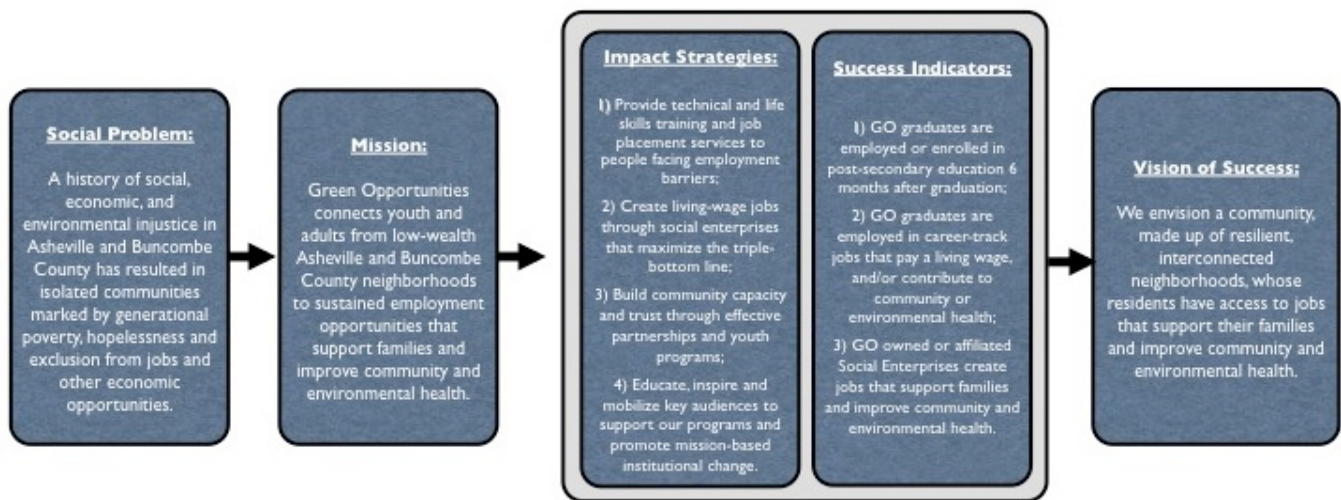 Social Problem:
A history of social,
economic, and
environmental injustice in
Asheville and Buncombe
County has resulted in
isolated communities
marked by generational
poverty, hopelessness and
exclusion from jobs and
other economic
opportunities.
Mission:
Green Opportunities
connects youth and
adults from low-wealth
Asheville and Buncombe
County neighborhoods
to sustained employment
opportunities that
support families and
improve community and
environmental health.
Impact Strategies:
1) Provide technical and life
skills training and job
placement services to
people facing employment
barriers;
2) Create living-wage jobs
through social enterprises
that maximize the triple-
bottom line;
3) Build community capacity
and trust through effective
partnerships and youth
programs;
4) Educate, inspire and
mobilize key audiences to
support our programs and
promote mission-based
institutional change.
Success Indicators:
1) GO graduates are
employed or enrolled in
post-secondary education 6
months after graduation;
2) GO graduates are
employed in career-track
jobs that pay a living wage,
and/or contribute to
community or
environmental health;
3) GO owned or affiliated
Social Enterprises create
jobs that support families
and improve community and
environmental health.
Vision of Success:
We envision a community,
made up of resilient,
interconnected
neighborhoods, whose
residents have access to jobs
that support their families
and improve community and
environmental health.